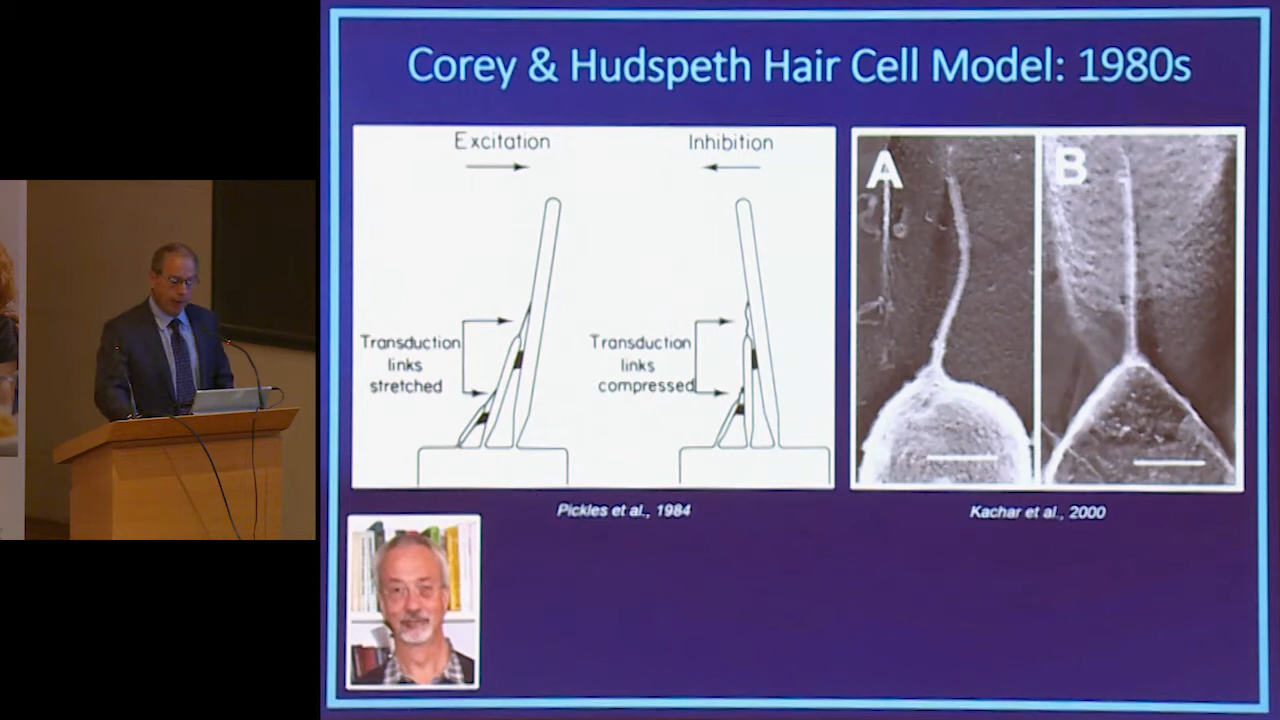 Corey & Hudspeth Hair Cell Model: 1980s
Excitation
Inhibition
Transduction
links
stretched
Transduction
links
compressed
A
B
Pickles et al., 1984
Kachar et al., 2000